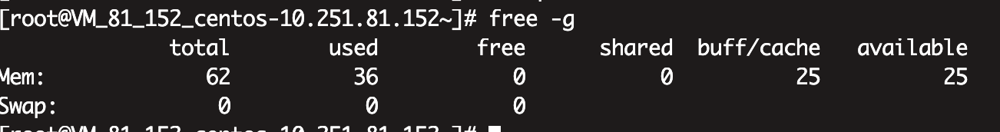 [root@VM_81_152_centos-10.251.81.152~]# free -g
total used free shared buff/cache available
Mem: 62 36 0 0 25 25
Swap: 0 0 0
[root@VM_81_152_centos-10.251.81.152~]#